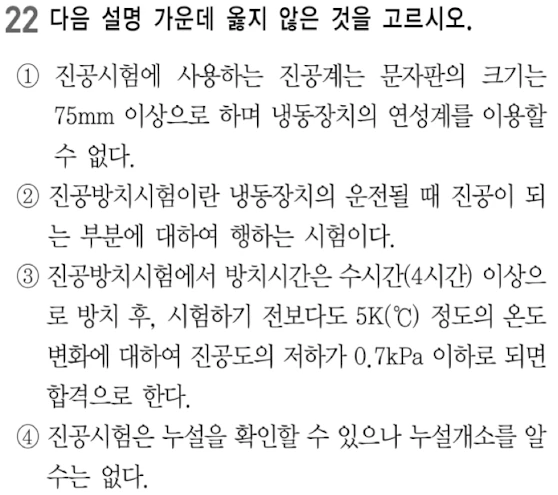 22 다음 설명 가운데 옳지 않은 것을 고르시오.
① 진공시험에 사용하는 진공계는 문자판의 크기는
75mm 이상으로 하며 냉동장치의 연성계를 이용할
수 없다.
② 진공방치시험이란 냉동장치의 운전될 때 진공이 되
는 부분에 대하여 행하는 시험이다.
③ 진공방치시험에서 방치시간은 수시간(4시간) 이상으
로 방치 후, 시험하기 전보다도 5K(℃) 정도의 온도
변화에 대하여 진공도의 저하가 0.7kPa 이하로 되면
합격으로 한다.
④ 진공시험은 누설을 확인할 수 있으나 누설개소를 알
수는 없다.